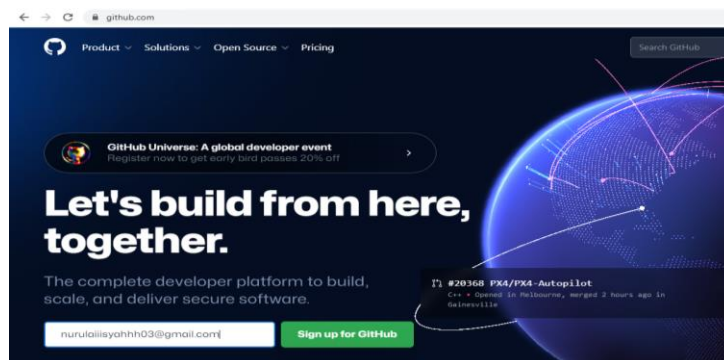 github.com
Product Solutions Open Source Pricing Search GitHub
GitHub Universe: A global developer event
Register now to get early bird passes 20% off
Let's build from here,
together.
The complete developer platform to build,
scale, and deliver secure software.
#20368 PX4/PX4-Autopilot
C++ • Opened in Melbourne, merged 2 hours ago in
Gainesville
nurulaiiisyahhh03@gmail.com Sign up for GitHub